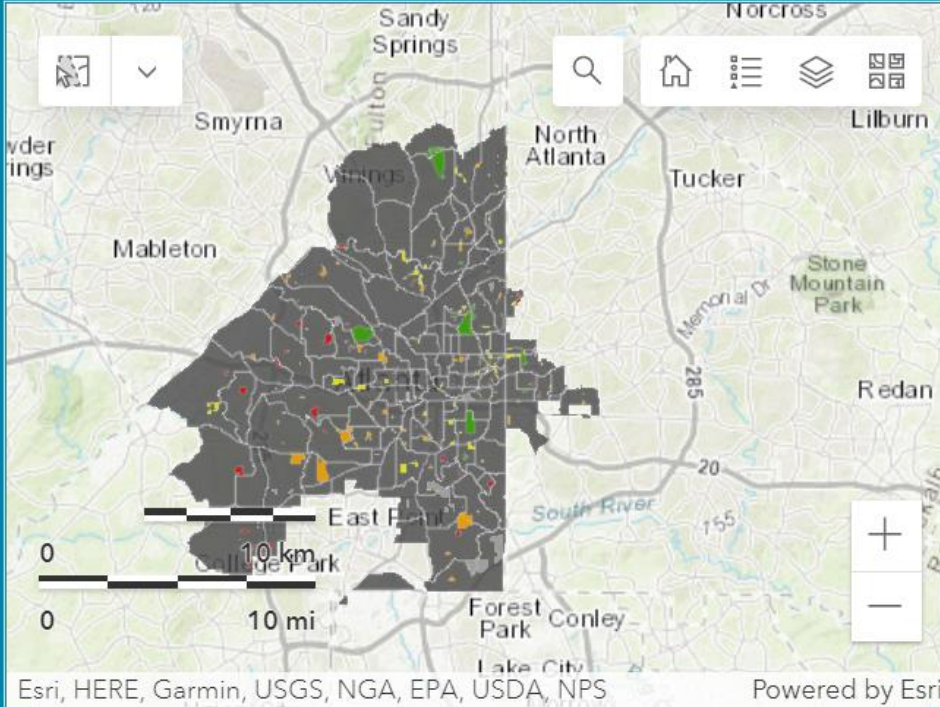 120
Sandy
Springs
Norcross
Fulton
Smyrna
North
Atlanta
Lilburn
Vinings
Tucker
Mableton
Stone
Mountain
Park
Memorial Dr
285
Redan
20
South River
155
East Point
0
10 km
College Park
0
10 mi
Forest
Park
Conley
Lake City
Esri, HERE, Garmin, USGS, NGA, EPA, USDA, NPS
Powered by Esri